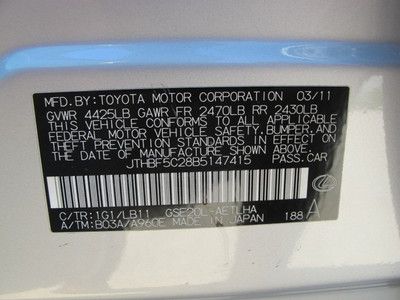 MFD.BY:TOYOTA MOTOR CORPORATION 03/11
GVWR 4425LB GAWR FR 2470LB RR 2430LB
THIS VEHICLE CONFORMS TO ALL APPLICABLE
FEDERAL MOTOR VEHICLE SAFETY,BUMPER,AND
THEFT PREVENTION STANDARDS IN EFFECT ON
THE DATE OF MANUFACTURE SHOWN ABOVE.
JTHBF5C28B5147415 PASS.CAR
C/TR:1G1/LB11 GSE20L-AETLHA
A/TM:B03A/A960E MADE IN JAPAN 188 A